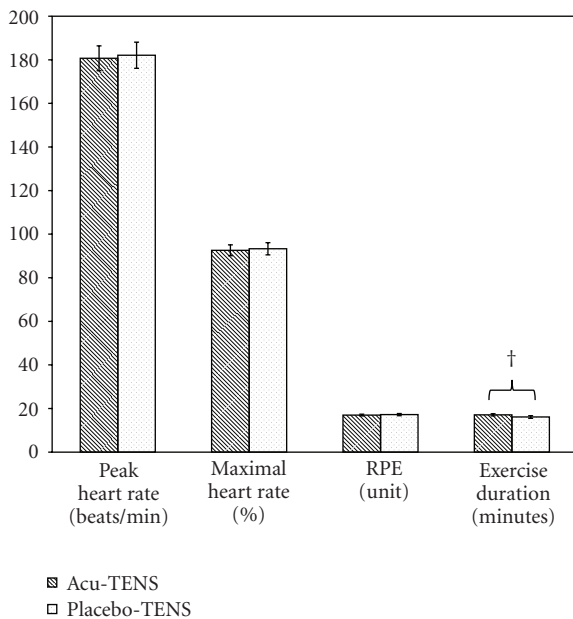 200
180
160
140
120
100
80
60
40
20
0
†
Peak
heart rate
(beats/min)
Maximal
heart rate
(%)
RPE
(unit)
Exercise
duration
(minutes)
Acu-TENS
Placebo-TENS